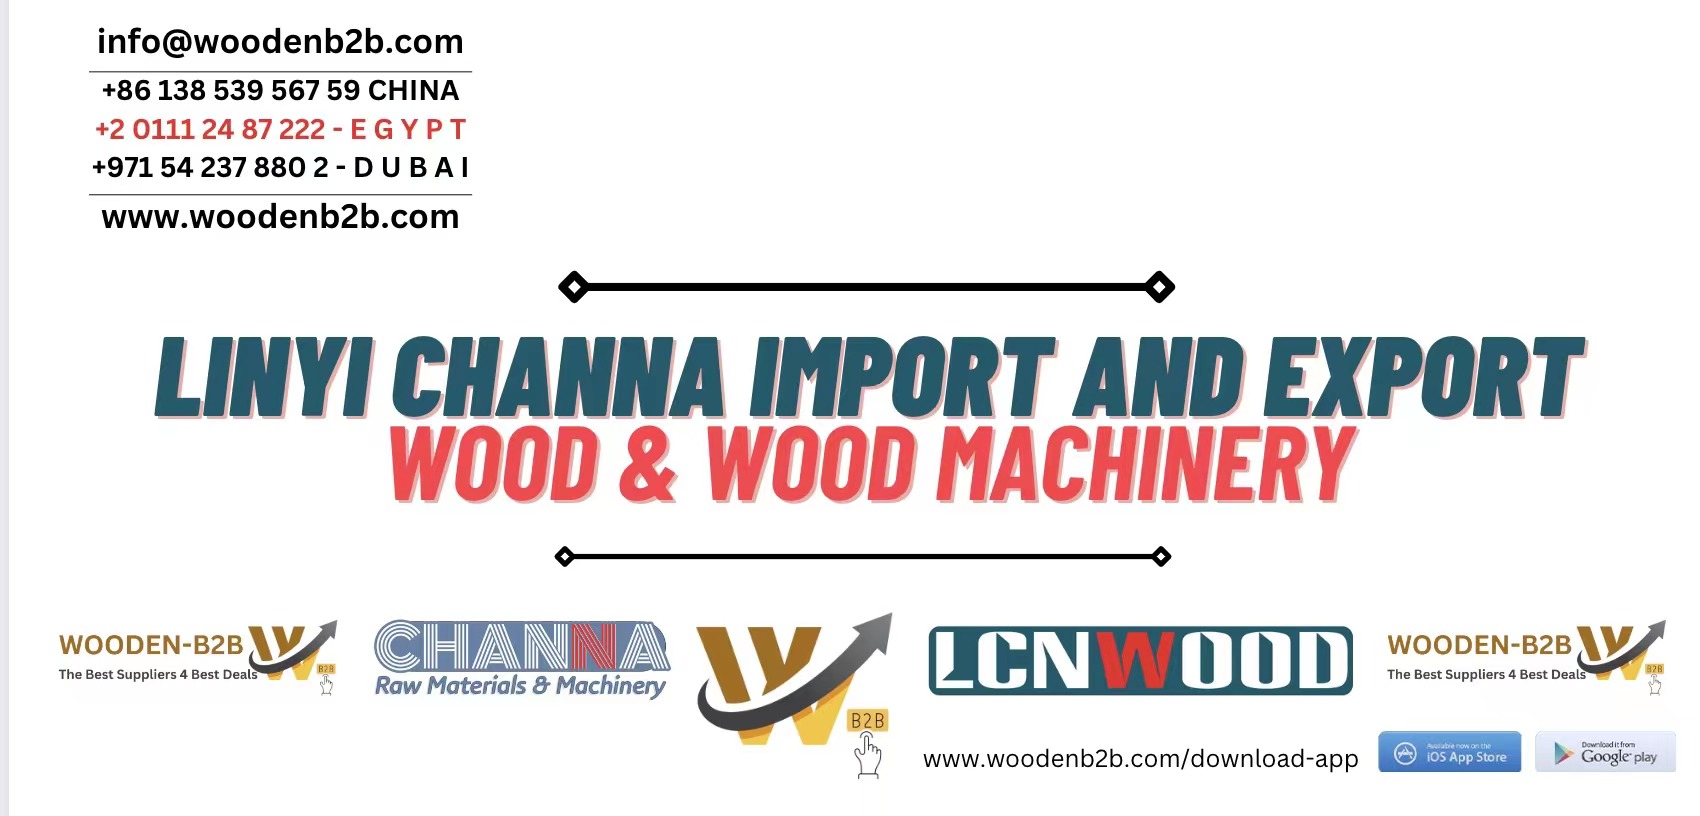 info@woodenb2b.com
+86 138 539 567 59 CHINA
+2 0111 24 87 222 - E G Y P T
+971 54 237 880 2 - D U B A I
www.woodenb2b.com
LINYI CHANNA IMPORT AND EXPORT
WOOD & WOOD MACHINERY
WOODEN-B2B
The Best Suppliers 4 Best Deals
W
B2B
CHANNA
Raw Materials & Machinery
W
B2B
LCNWOOD
WOODEN-B2B
The Best Suppliers 4 Best Deals
W
B2B
www.woodenb2b.com/download-app
Available now on the
iOS App Store
Download it from
Google play